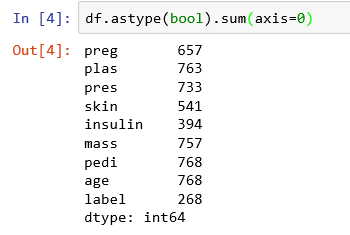 In [4]: df.astype(bool).sum(axis=0)
Out[4]: preg 657
plas 763
pres 733
skin 541
insulin 394
mass 757
pedi 768
age 768
label 268
dtype: int64